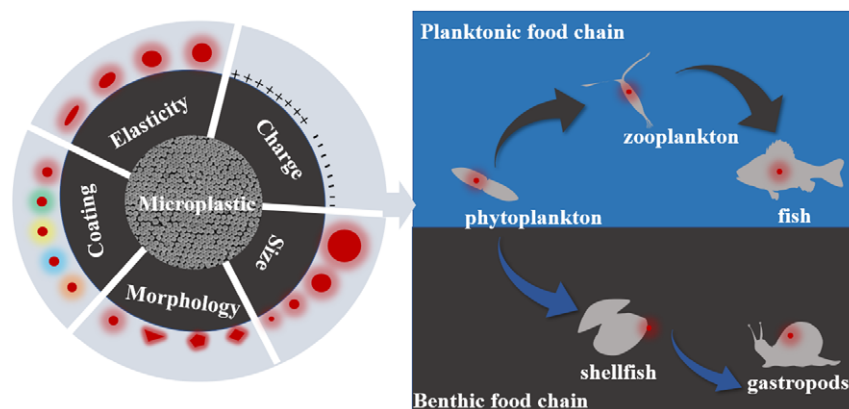 Elasticity
Charge
Coating
Microplastic
Size
Morphology
Planktonic food chain
zooplankton
phytoplankton
fish
shellfish
gastropods
Benthic food chain